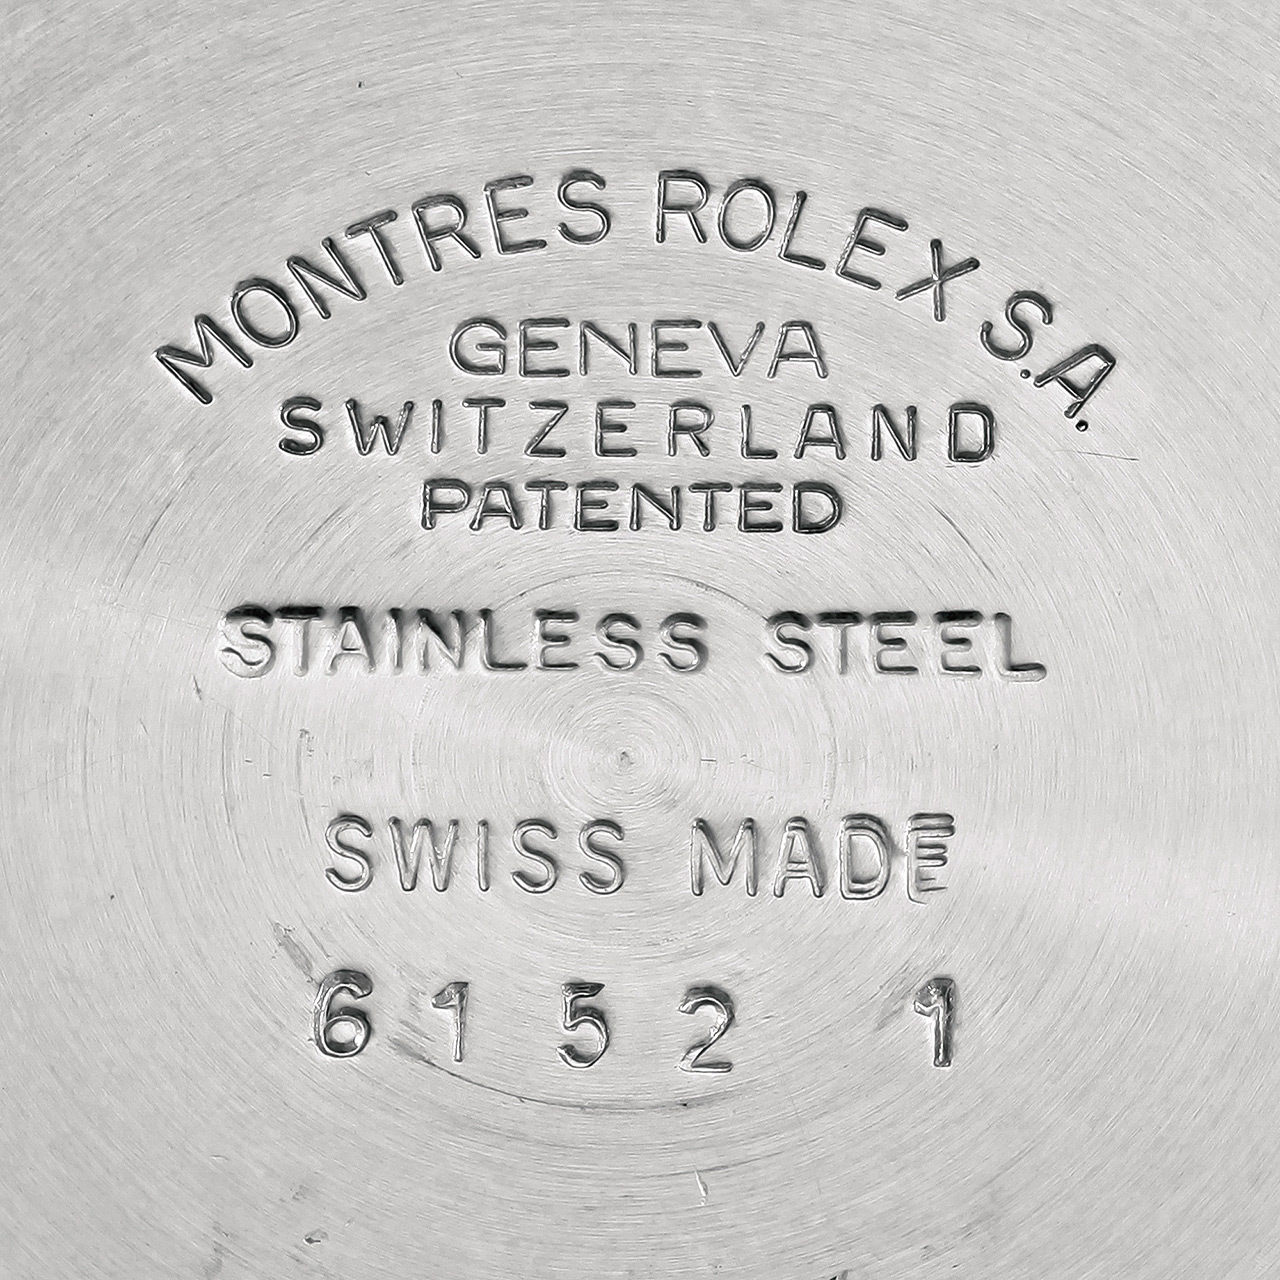 MONTRES ROLEX S.A.
GENEVA
SWITZERLAND
PATENTED
STAINLESS STEEL
SWISS MADE
6152 1